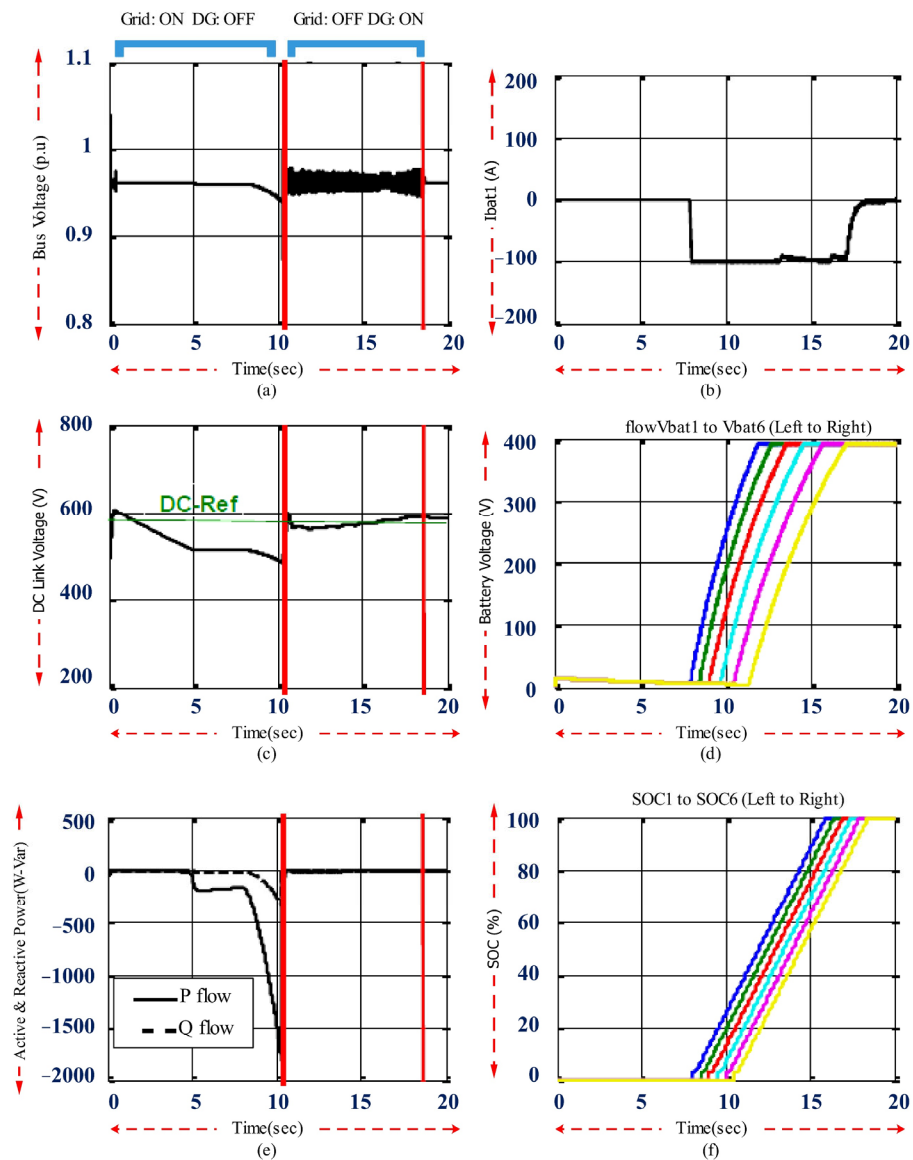 Grid: ON DG: OFF
Grid: OFF DG: ON
Bus Voltage (p.u)
1.1
1
0.9
0.8
0 5 10 15 20
Time(sec)
(a)
Ibat1 (A)
200
100
0
−100
−200
0 5 10 15 20
Time(sec)
(b)
DC Link Voltage (V)
800
600
400
200
DC-Ref
0 5 10 15 20
Time(sec)
(c)
flowVbat1 to Vbat6 (Left to Right)
Battery Voltage (V)
400
300
200
100
0
0 5 10 15 20
Time(sec)
(d)
Active & Reactive Power(W-Var)
500
0
−500
−1000
−1500
−2000
P flow
Q flow
0 5 10 15 20
Time(sec)
(e)
SOC1 to SOC6 (Left to Right)
SOC (%)
100
80
60
40
20
0
0 5 10 15 20
Time(sec)
(f)